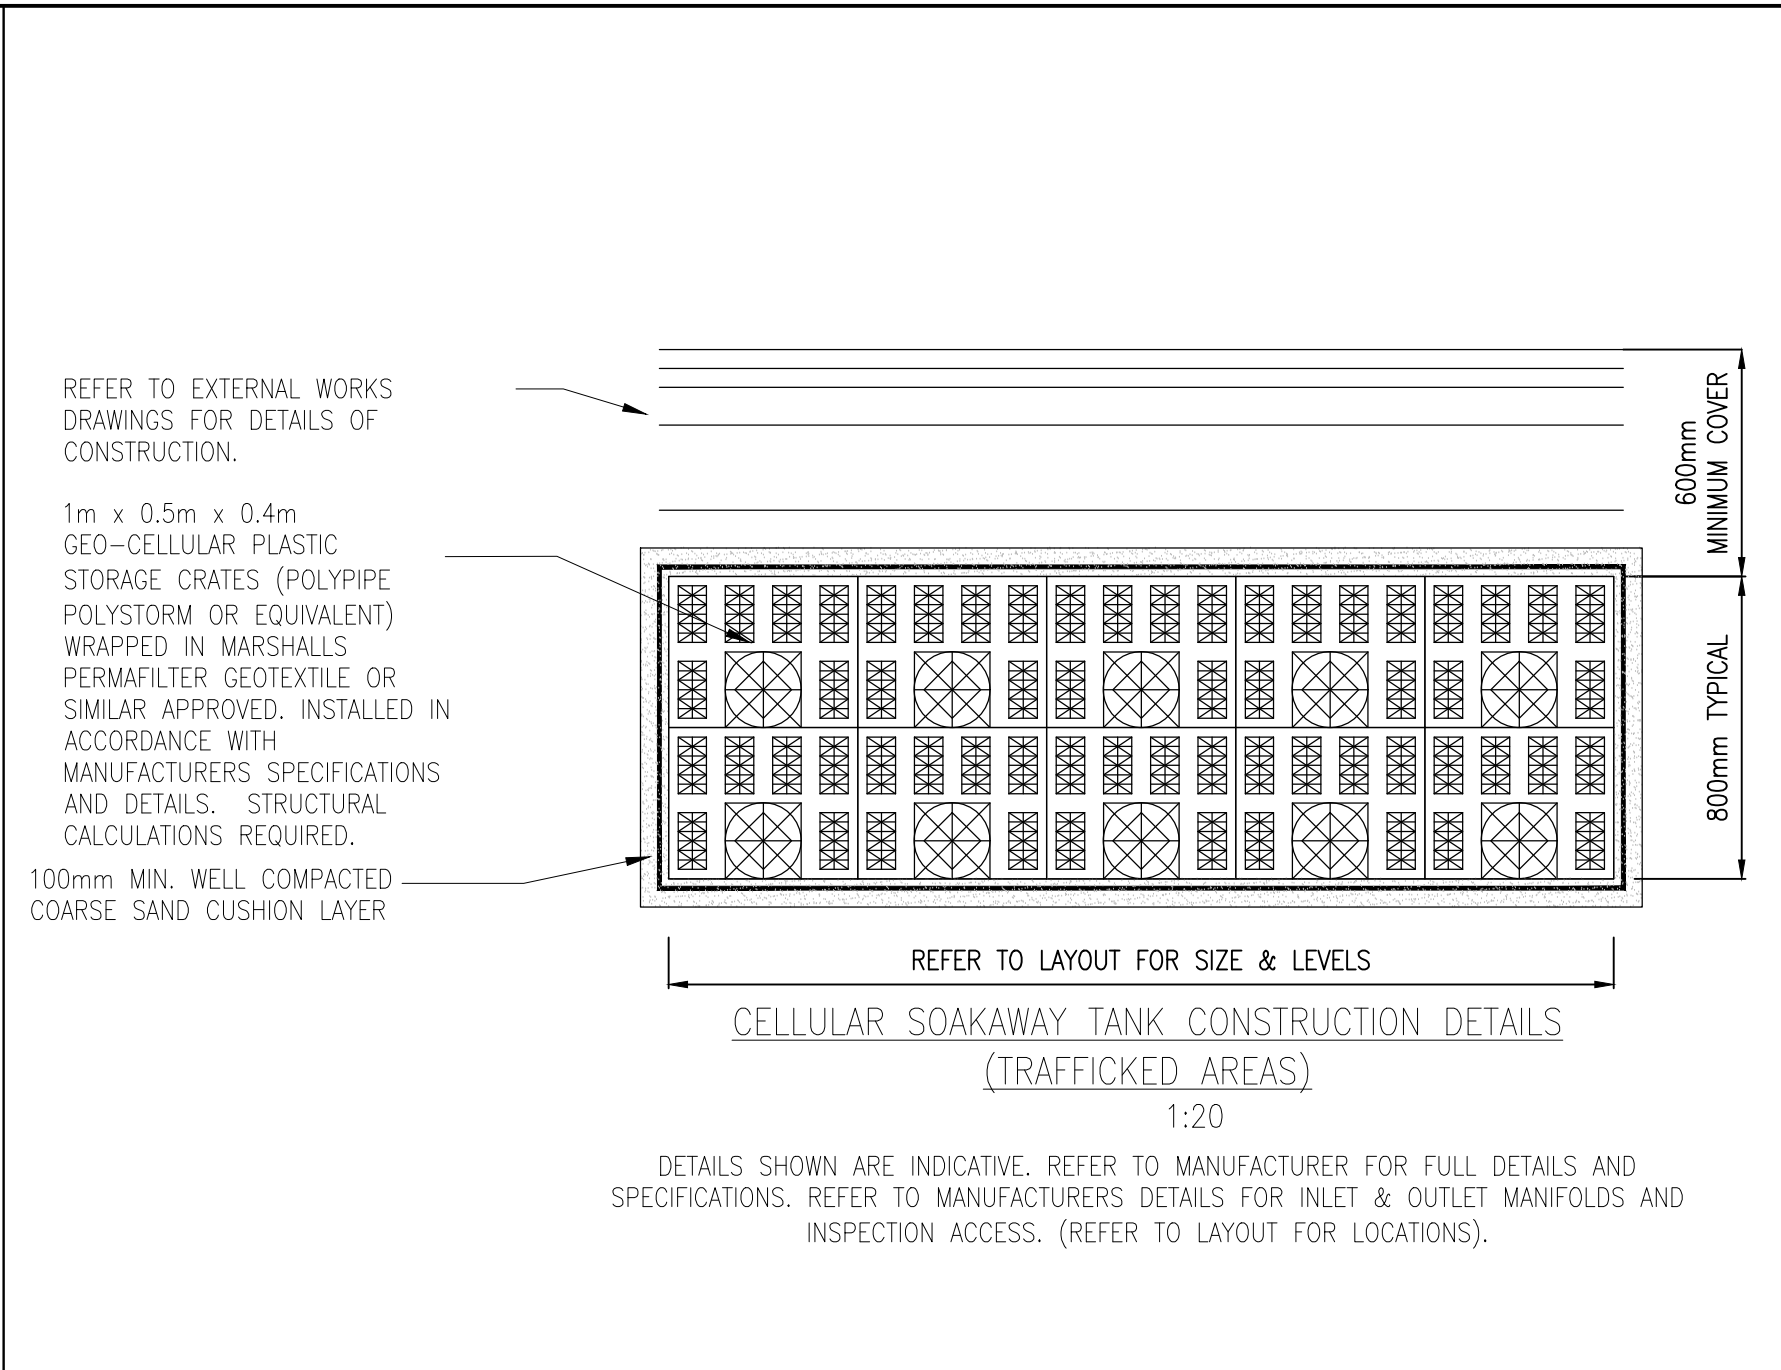 REFER TO EXTERNAL WORKS
DRAWINGS FOR DETAILS OF
CONSTRUCTION.
1m x 0.5m x 0.4m
GEO-CELLULAR PLASTIC
STORAGE CRATES (POLYPIPE
POLYSTORM OR EQUIVALENT)
WRAPPED IN MARSHALLS
PERMAFILTER GEOTEXTILE OR
SIMILAR APPROVED. INSTALLED IN
ACCORDANCE WITH
MANUFACTURERS SPECIFICATIONS
AND DETAILS. STRUCTURAL
CALCULATIONS REQUIRED.
100mm MIN. WELL COMPACTED
COARSE SAND CUSHION LAYER
600mm
MINIMUM COVER
800mm TYPICAL
REFER TO LAYOUT FOR SIZE & LEVELS
CELLULAR SOAKAWAY TANK CONSTRUCTION DETAILS
(TRAFFICKED AREAS)
1:20
DETAILS SHOWN ARE INDICATIVE. REFER TO MANUFACTURER FOR FULL DETAILS AND
SPECIFICATIONS. REFER TO MANUFACTURERS DETAILS FOR INLET & OUTLET MANIFOLDS AND
INSPECTION ACCESS. (REFER TO LAYOUT FOR LOCATIONS).